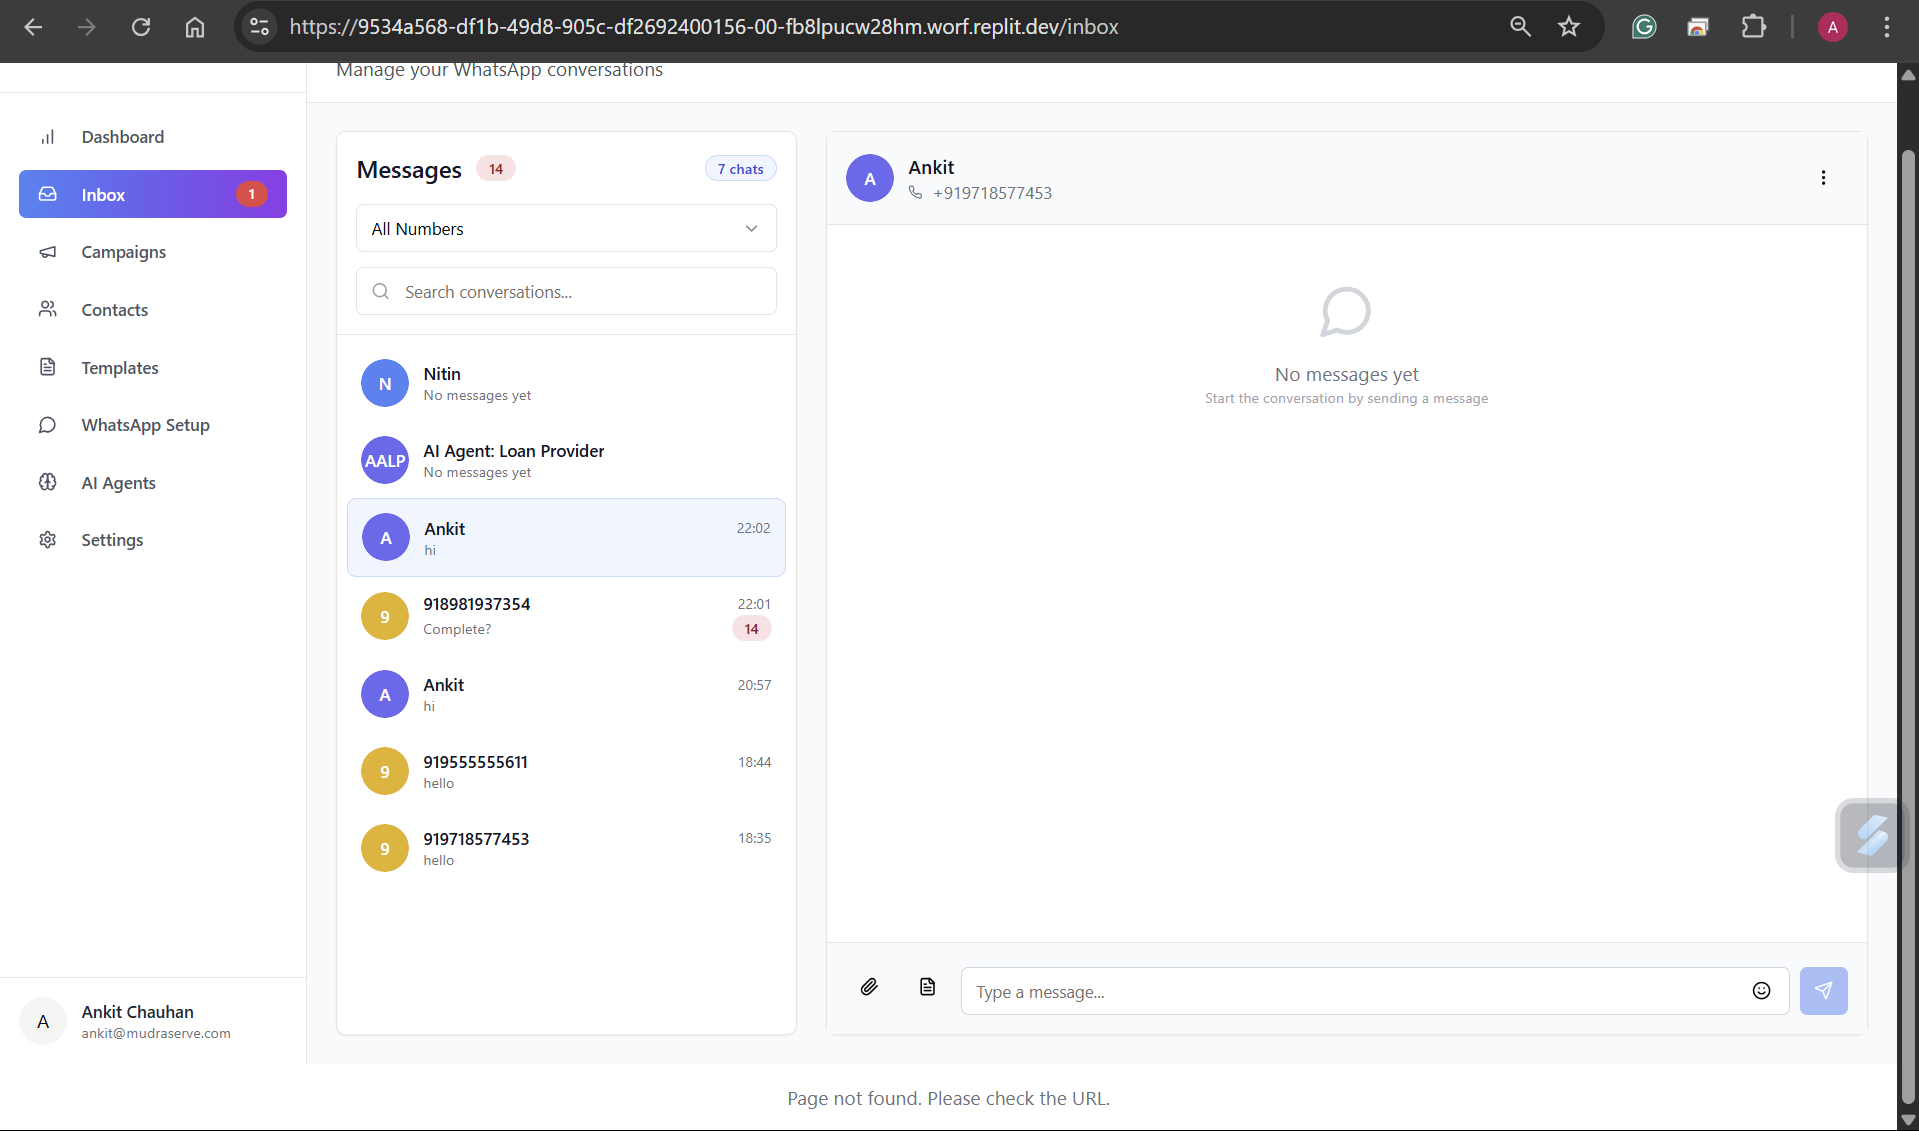 https://9534a568-df1b-49d8-905c-df2692400156-00-fb8lpucw28hm.worf.replit.dev/inbox
A
Manage your WhatsApp conversations
Dashboard
Inbox 1
Campaigns
Contacts
Templates
WhatsApp Setup
AI Agents
Settings
A
Ankit Chauhan
ankit@mudraserve.com
Messages 14 7 chats
All Numbers
Search conversations...
N
Nitin
No messages yet
AALP
AI Agent: Loan Provider
No messages yet
A
Ankit 22:02
hi
9
918981937354 22:01
Complete? 14
A
Ankit 20:57
hi
9
919555555611 18:44
hello
9
919718577453 18:35
hello
A
Ankit
+919718577453
No messages yet
Start the conversation by sending a message
Type a message...
Page not found. Please check the URL.